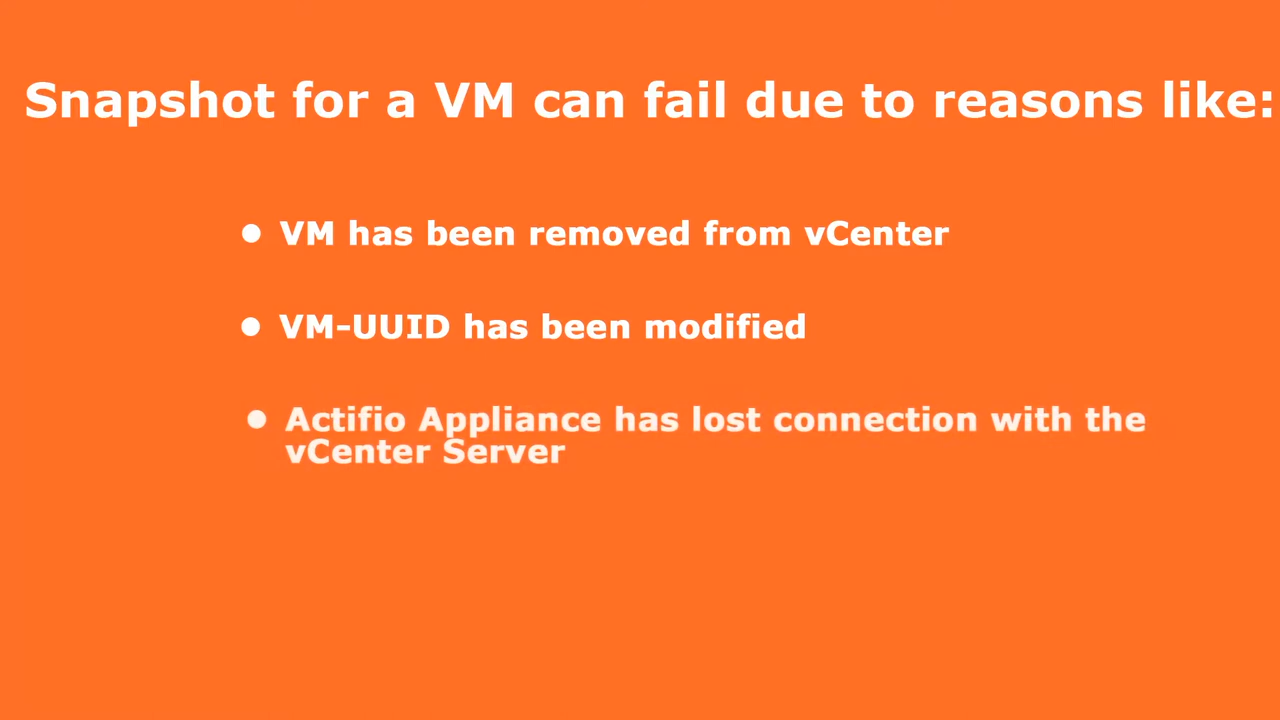 Snapshot for a VM can fail due to reasons like:
• VM has been removed from vCenter
• VM-UUID has been modified
• Actifio Appliance has lost connection with the
vCenter Server